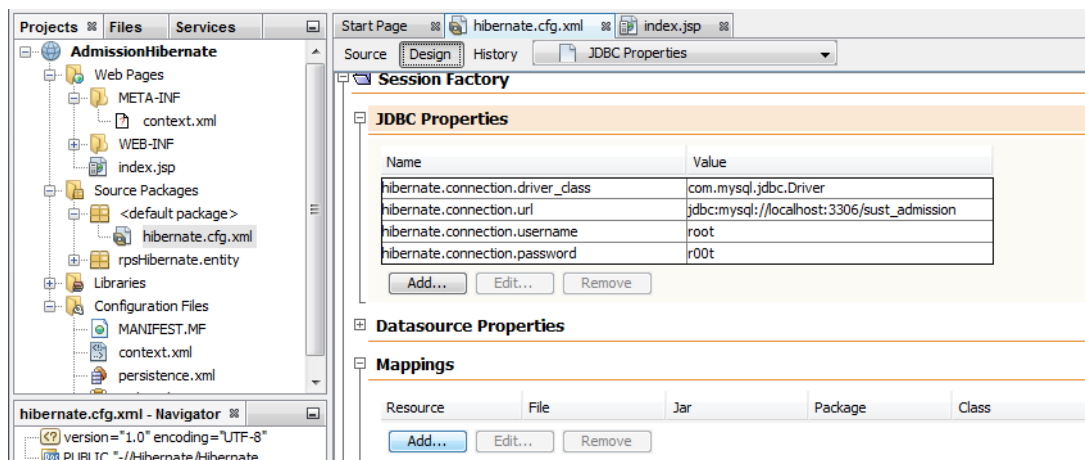 Projects Files Services
AdmissionHibernate
Web Pages
META-INF
context.xml
WEB-INF
index.jsp
Source Packages
<default package>
hibernate.cfg.xml
rpsHibernate.entity
Libraries
Configuration Files
MANIFEST.MF
context.xml
persistence.xml
hibernate.cfg.xml - Navigator
version="1.0" encoding="UTF-8"
PUBLIC "-//Hibernate/Hibernate
Start Page hibernate.cfg.xml index.jsp
Source Design History JDBC Properties
Session Factory
JDBC Properties
Name Value
hibernate.connection.driver_class com.mysql.jdbc.Driver
hibernate.connection.url jdbc:mysql://localhost:3306/sust_admission
hibernate.connection.username root
hibernate.connection.password r00t
Add... Edit... Remove
Datasource Properties
Mappings
Resource File Jar Package Class
Add... Edit... Remove